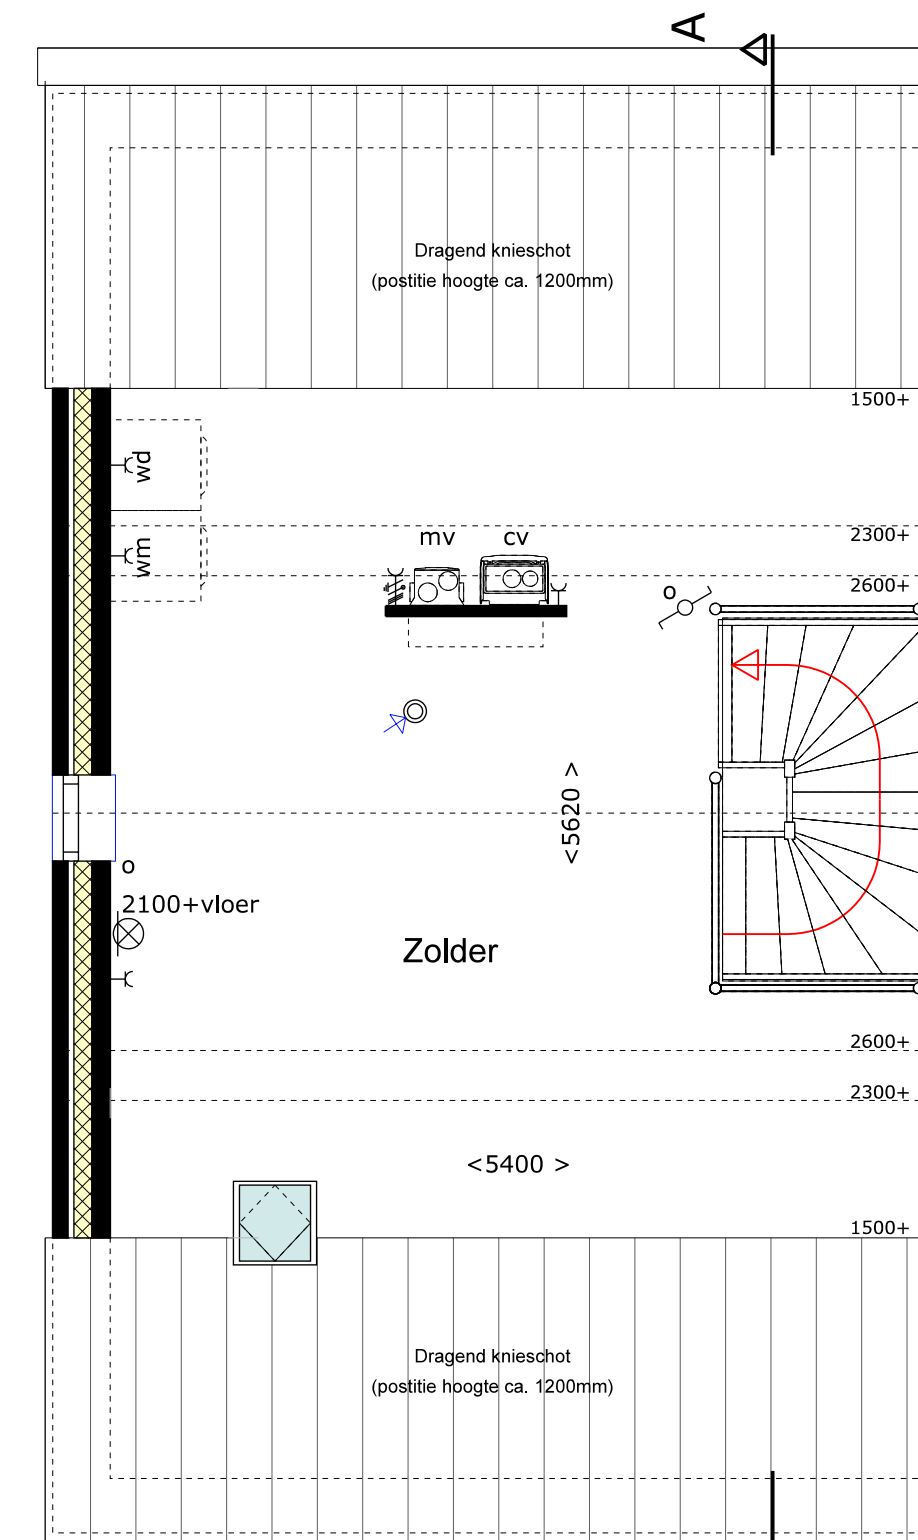 A
Dragend knieschot
(postitie hoogte ca. 1200mm)
1500+
wd
2300+
mv cv
wm
2600+
o
<5620 >
o
2100+vloer
Zolder
2600+
2300+
<5400 >
1500+
Dragend knieschot
(postitie hoogte ca. 1200mm)